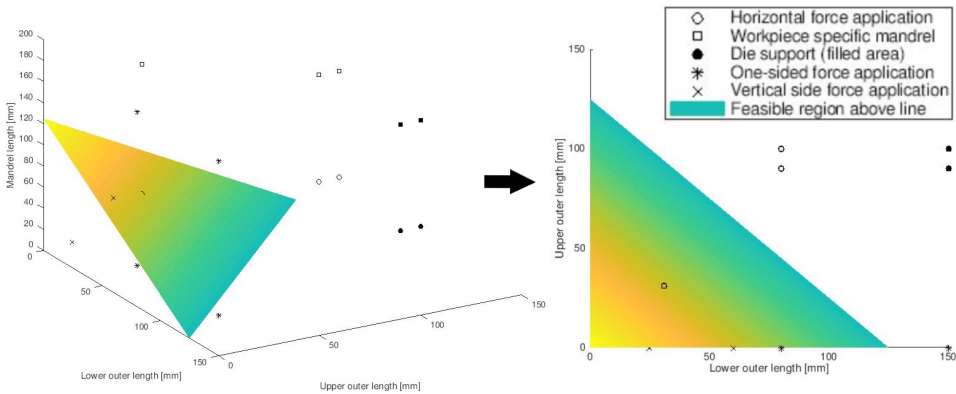 200
180
160
140
120
100
80
60
40
20
0
Mandrel length [mm]
0
50
100
150
Lower outer length [mm]
0
50
100
150
Upper outer length [mm]
Horizontal force application
Workpiece specific mandrel
Die support (filled area)
One-sided force application
Vertical side force application
Feasible region above line
150
100
50
0
Upper outer length [mm]
0
50
100
150
Lower outer length [mm]